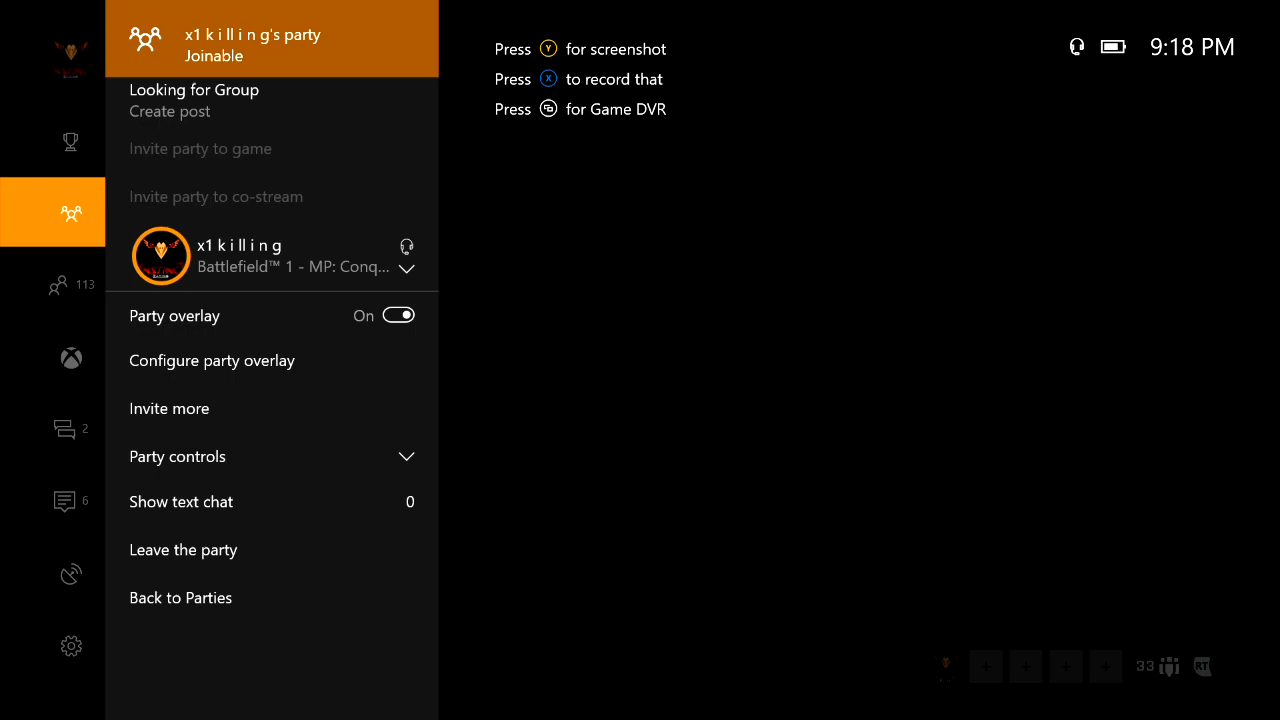 x1 k i l l i n g's party
Joinable
Looking for Group
Create post
Invite party to game
Invite party to co-stream
x1 k i l l i n g
Battlefield™ 1 - MP: Conq...
Party overlay
On
Configure party overlay
Invite more
Party controls
Show text chat
0
Leave the party
Back to Parties
113
2
6
Press Y for screenshot
Press X to record that
Press for Game DVR
9:18 PM
33
RT